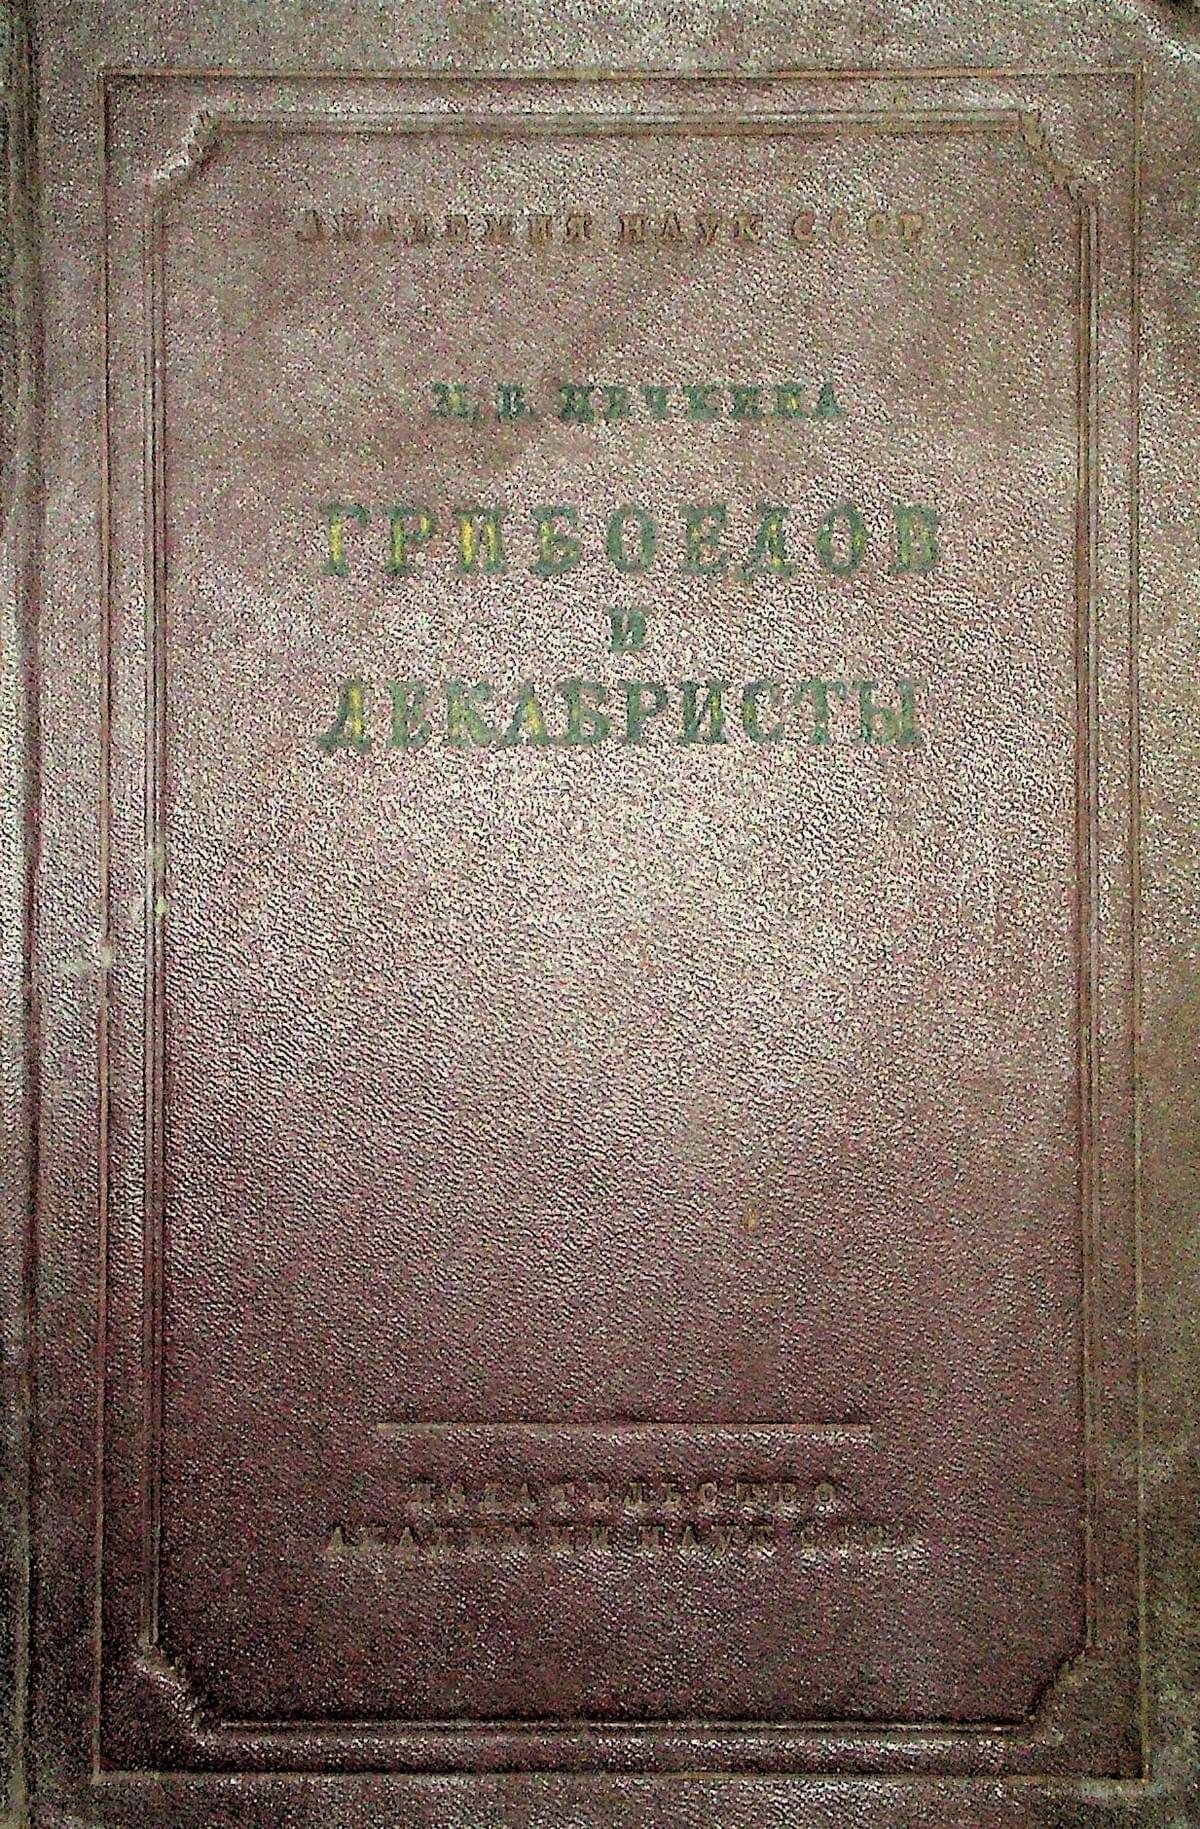 АКАДЕМИЯ НАУК СССР
М. В. НЕЧКИНА
ГРИБОЕДОВ
И
ДЕКАБРИСТЫ
ИЗДАТЕЛЬСТВО
АКАДЕМИИ НАУК СССР